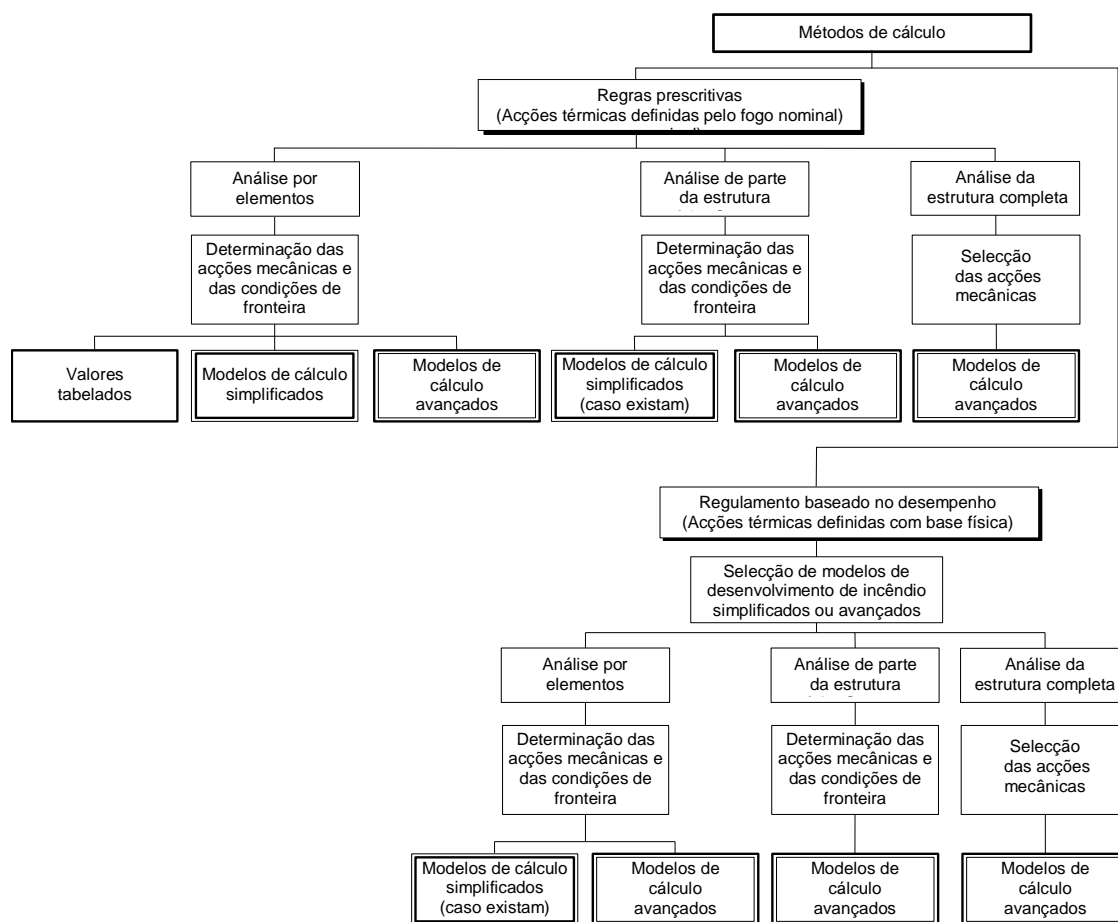 Métodos de cálculo
Regras prescritivas
(Acções térmicas definidas pelo fogo nominal)
Análise por
elementos
Análise de parte
da estrutura
Análise da
estrutura completa
Determinação das
acções mecânicas e
das condições de
fronteira
Determinação das
acções mecânicas e
das condições de
fronteira
Selecção
das acções
mecânicas
Valores
tabelados
Modelos de cálculo
simplificados
Modelos de
cálculo
avançados
Modelos de cálculo
simplificados
(caso existam)
Modelos de
cálculo
avançados
Modelos de
cálculo
avançados
Regulamento baseado no desempenho
(Acções térmicas definidas com base física)
Selecção de modelos de
desenvolvimento de incêndio
simplificados ou avançados
Análise por
elementos
Análise de parte
da estrutura
Análise da
estrutura completa
Determinação das
acções mecânicas e
das condições de
fronteira
Determinação das
acções mecânicas e
das condições de
fronteira
Selecção
das acções
mecânicas
Modelos de cálculo
simplificados
(caso existam)
Modelos de
cálculo
avançados
Modelos de
cálculo
avançados
Modelos de
cálculo
avançados